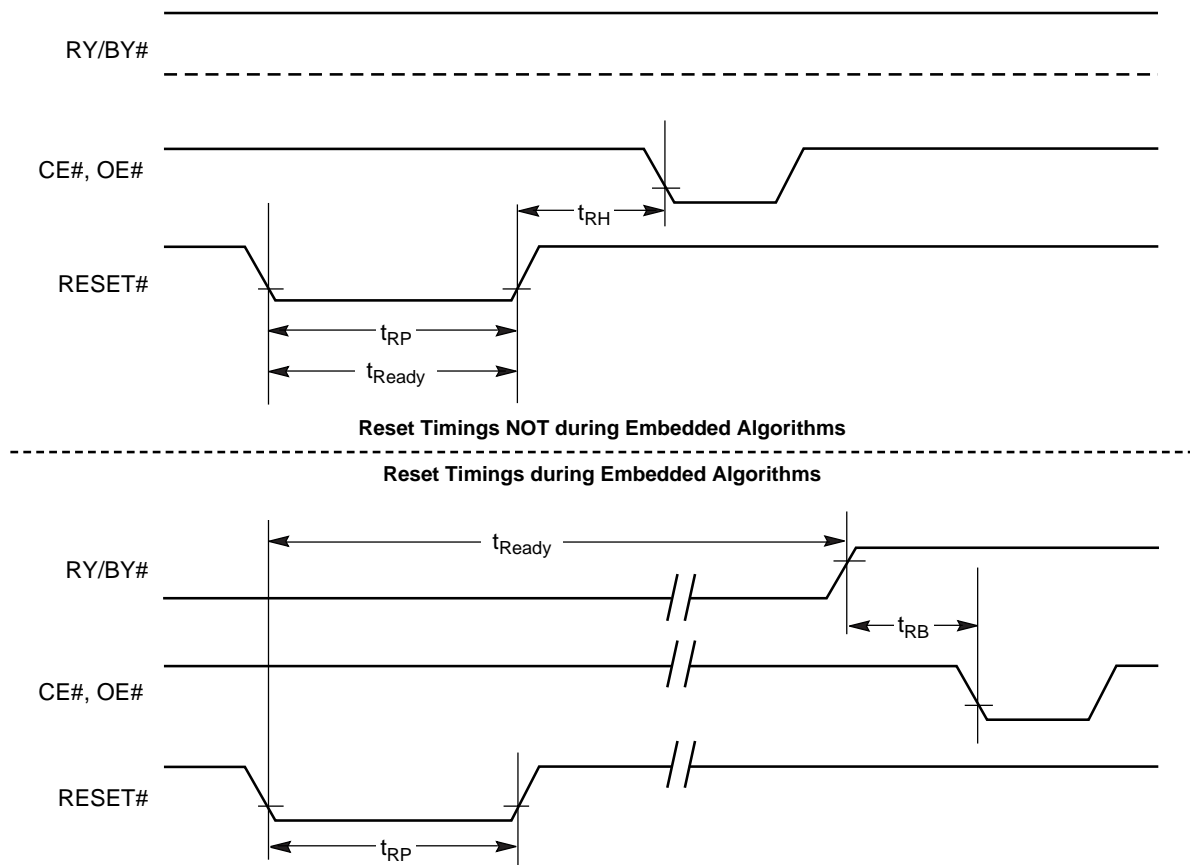 RY/BY#
CE#, OE#
tRH
RESET#
tRP
tReady
Reset Timings NOT during Embedded Algorithms
Reset Timings during Embedded Algorithms
tReady
RY/BY#
tRB
CE#, OE#
RESET#
tRP